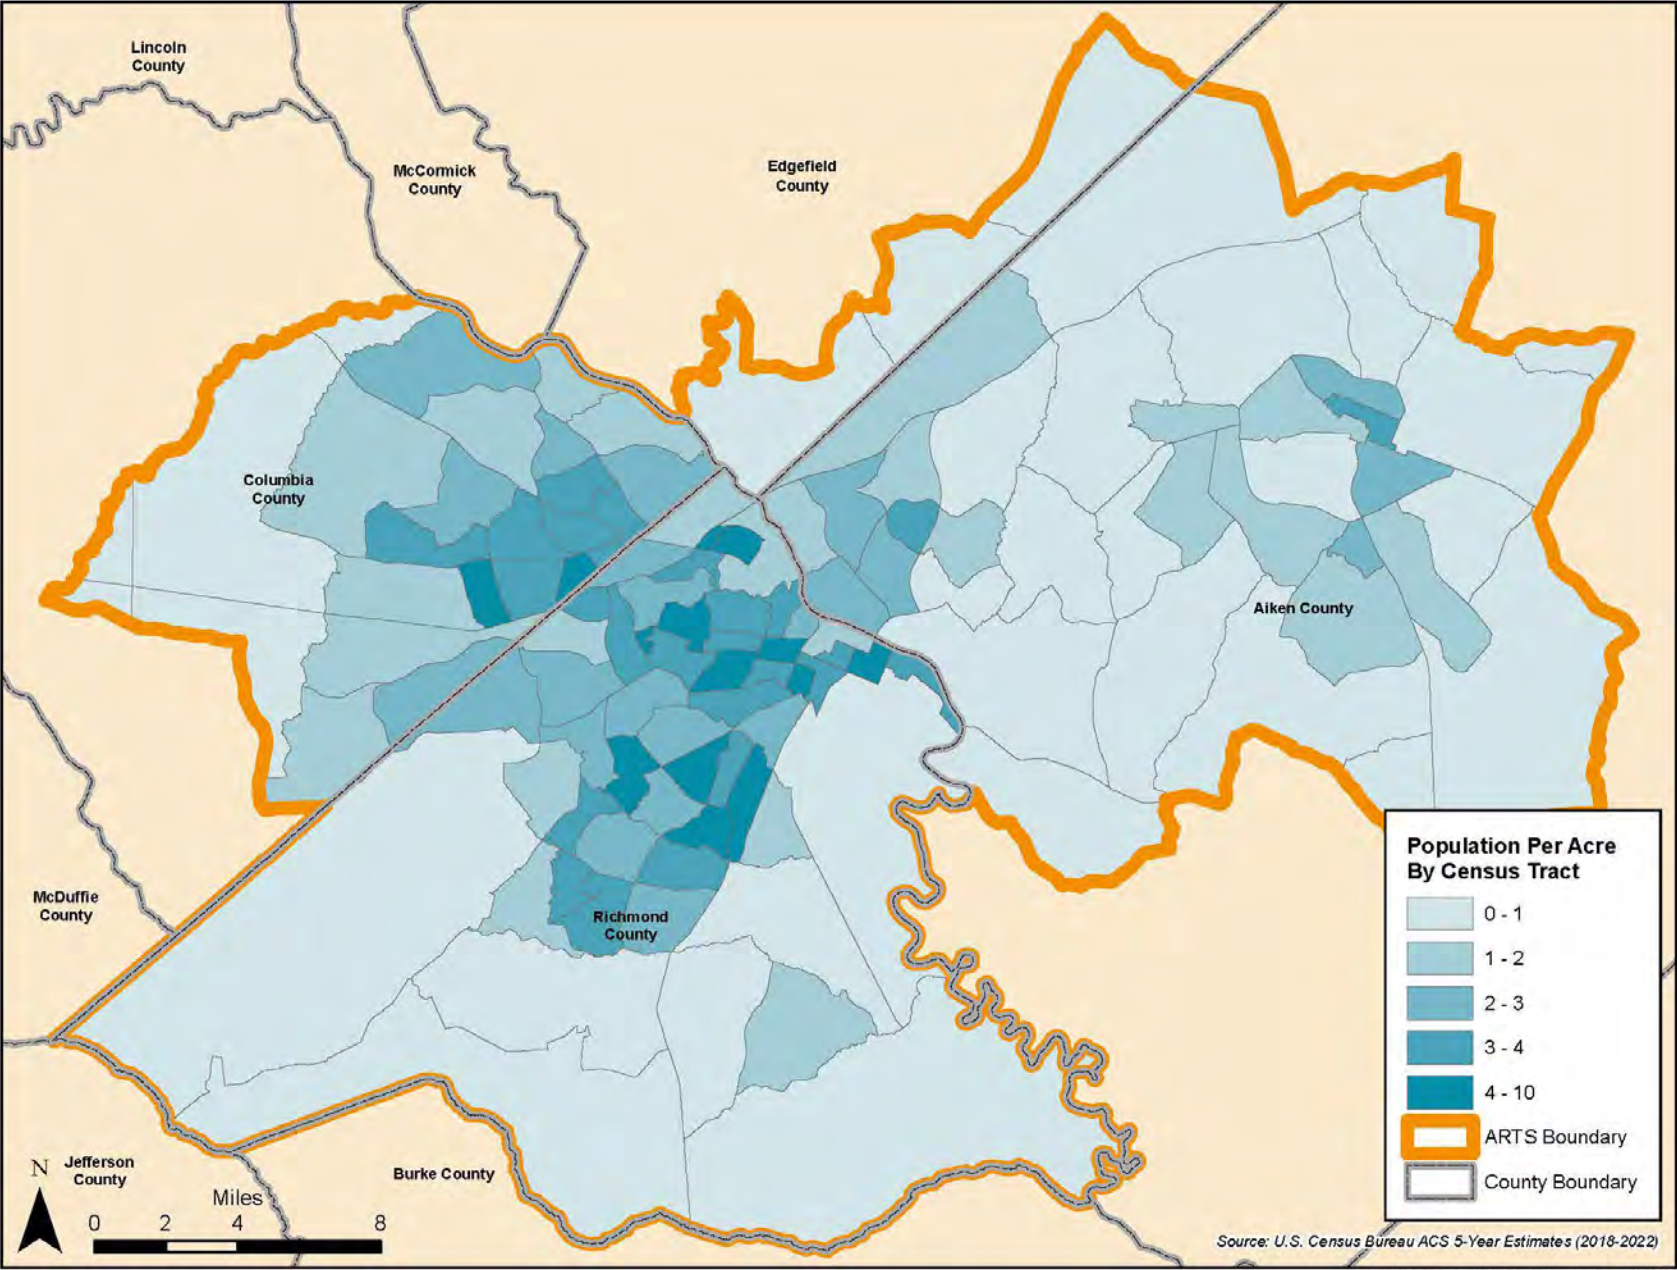 Lincoln
County
McCormick
County
Edgefield
County
Columbia
County
Aiken County
McDuffie
County
Richmond
County
Jefferson
County
Burke County
N
Miles
0 2 4 8
Population Per Acre
By Census Tract
0 - 1
1 - 2
2 - 3
3 - 4
4 - 10
ARTS Boundary
County Boundary
Source: U.S. Census Bureau ACS 5-Year Estimates (2018-2022)